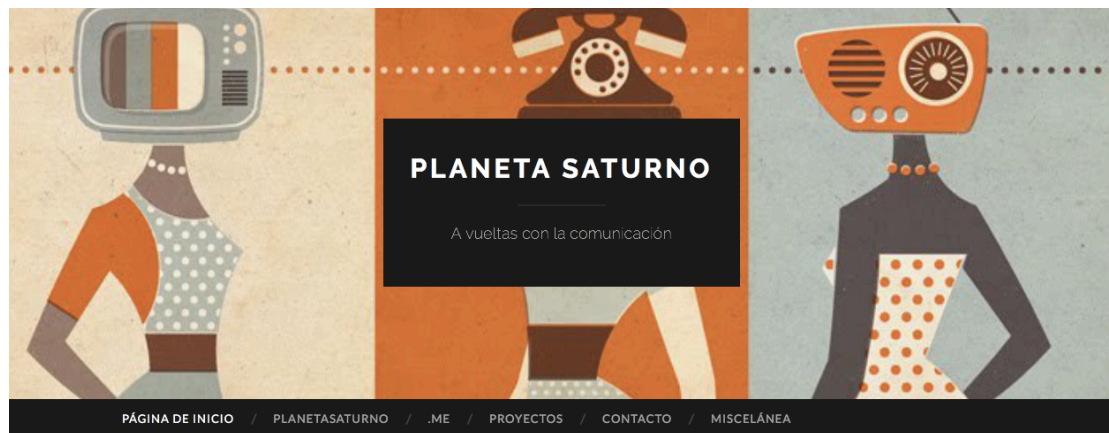 PLANETA SATURNO
A vueltas con la comunicación
PÁGINA DE INICIO / PLANETASATURNO / .ME / PROYECTOS / CONTACTO / MISCELÁNEA